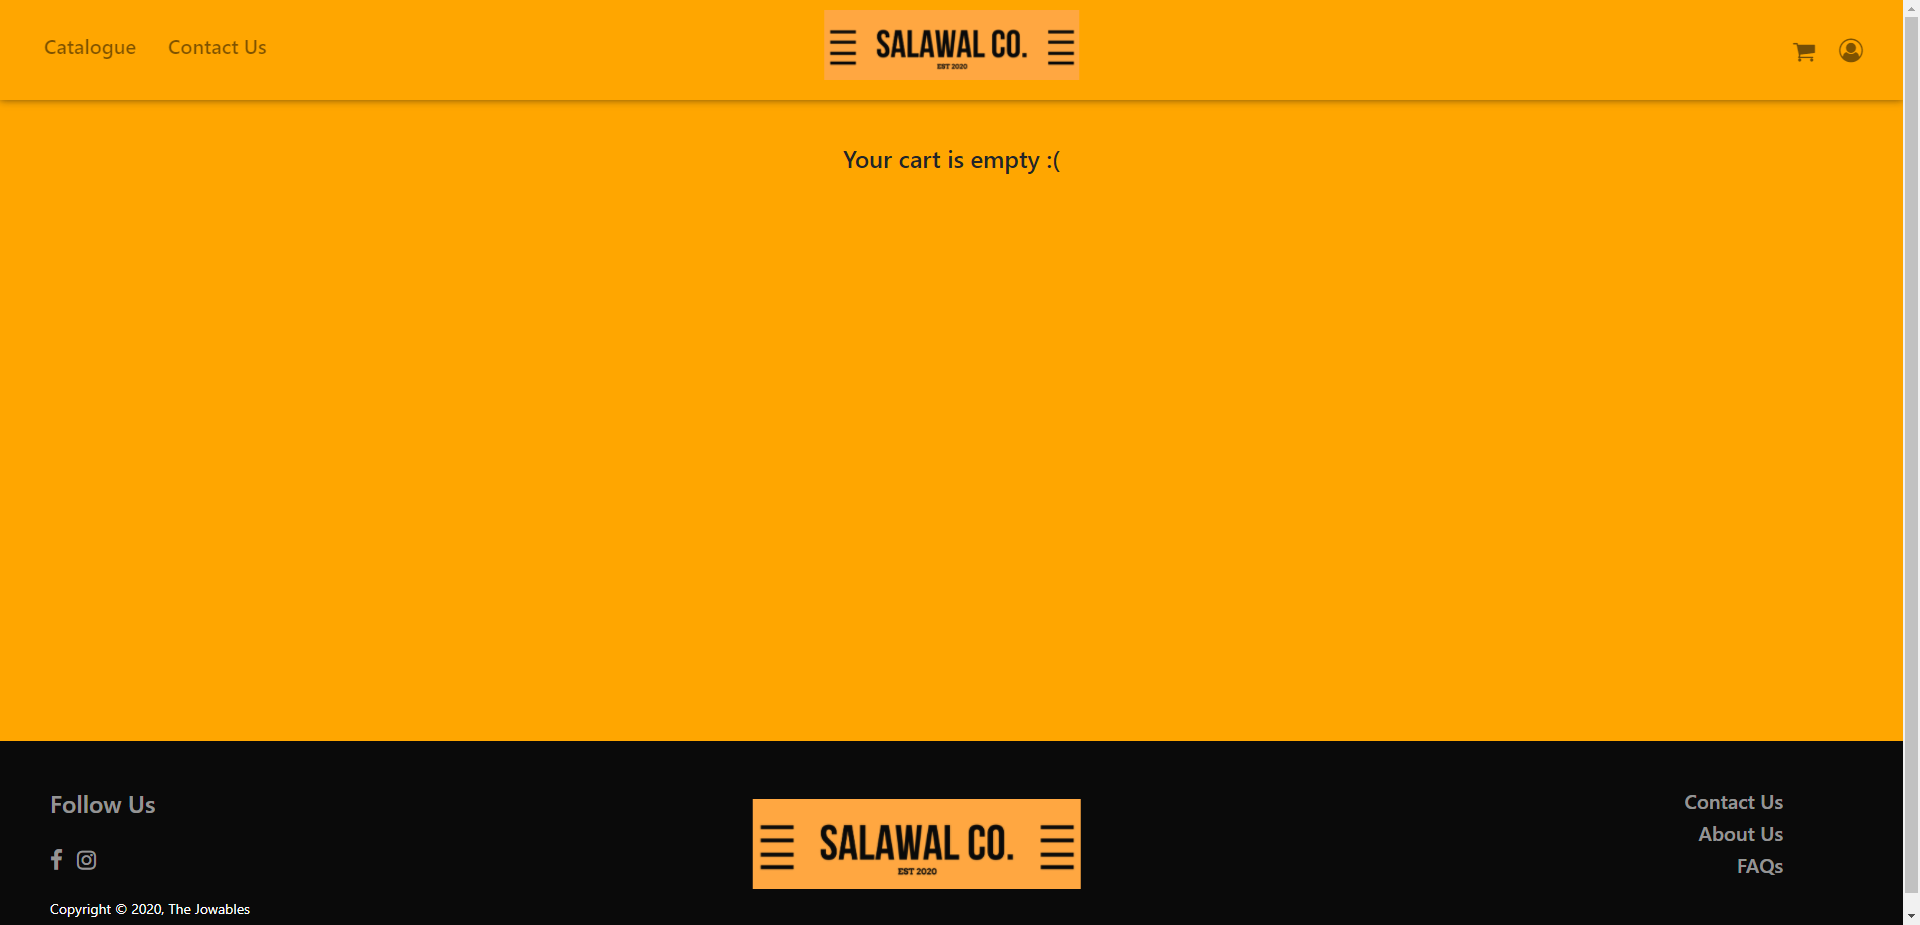 Catalogue
Contact Us
SALAWAL CO.
EST 2020
Your cart is empty :(
Follow Us
SALAWAL CO.
EST 2020
Contact Us
About Us
FAQs
Copyright © 2020, The Jowables